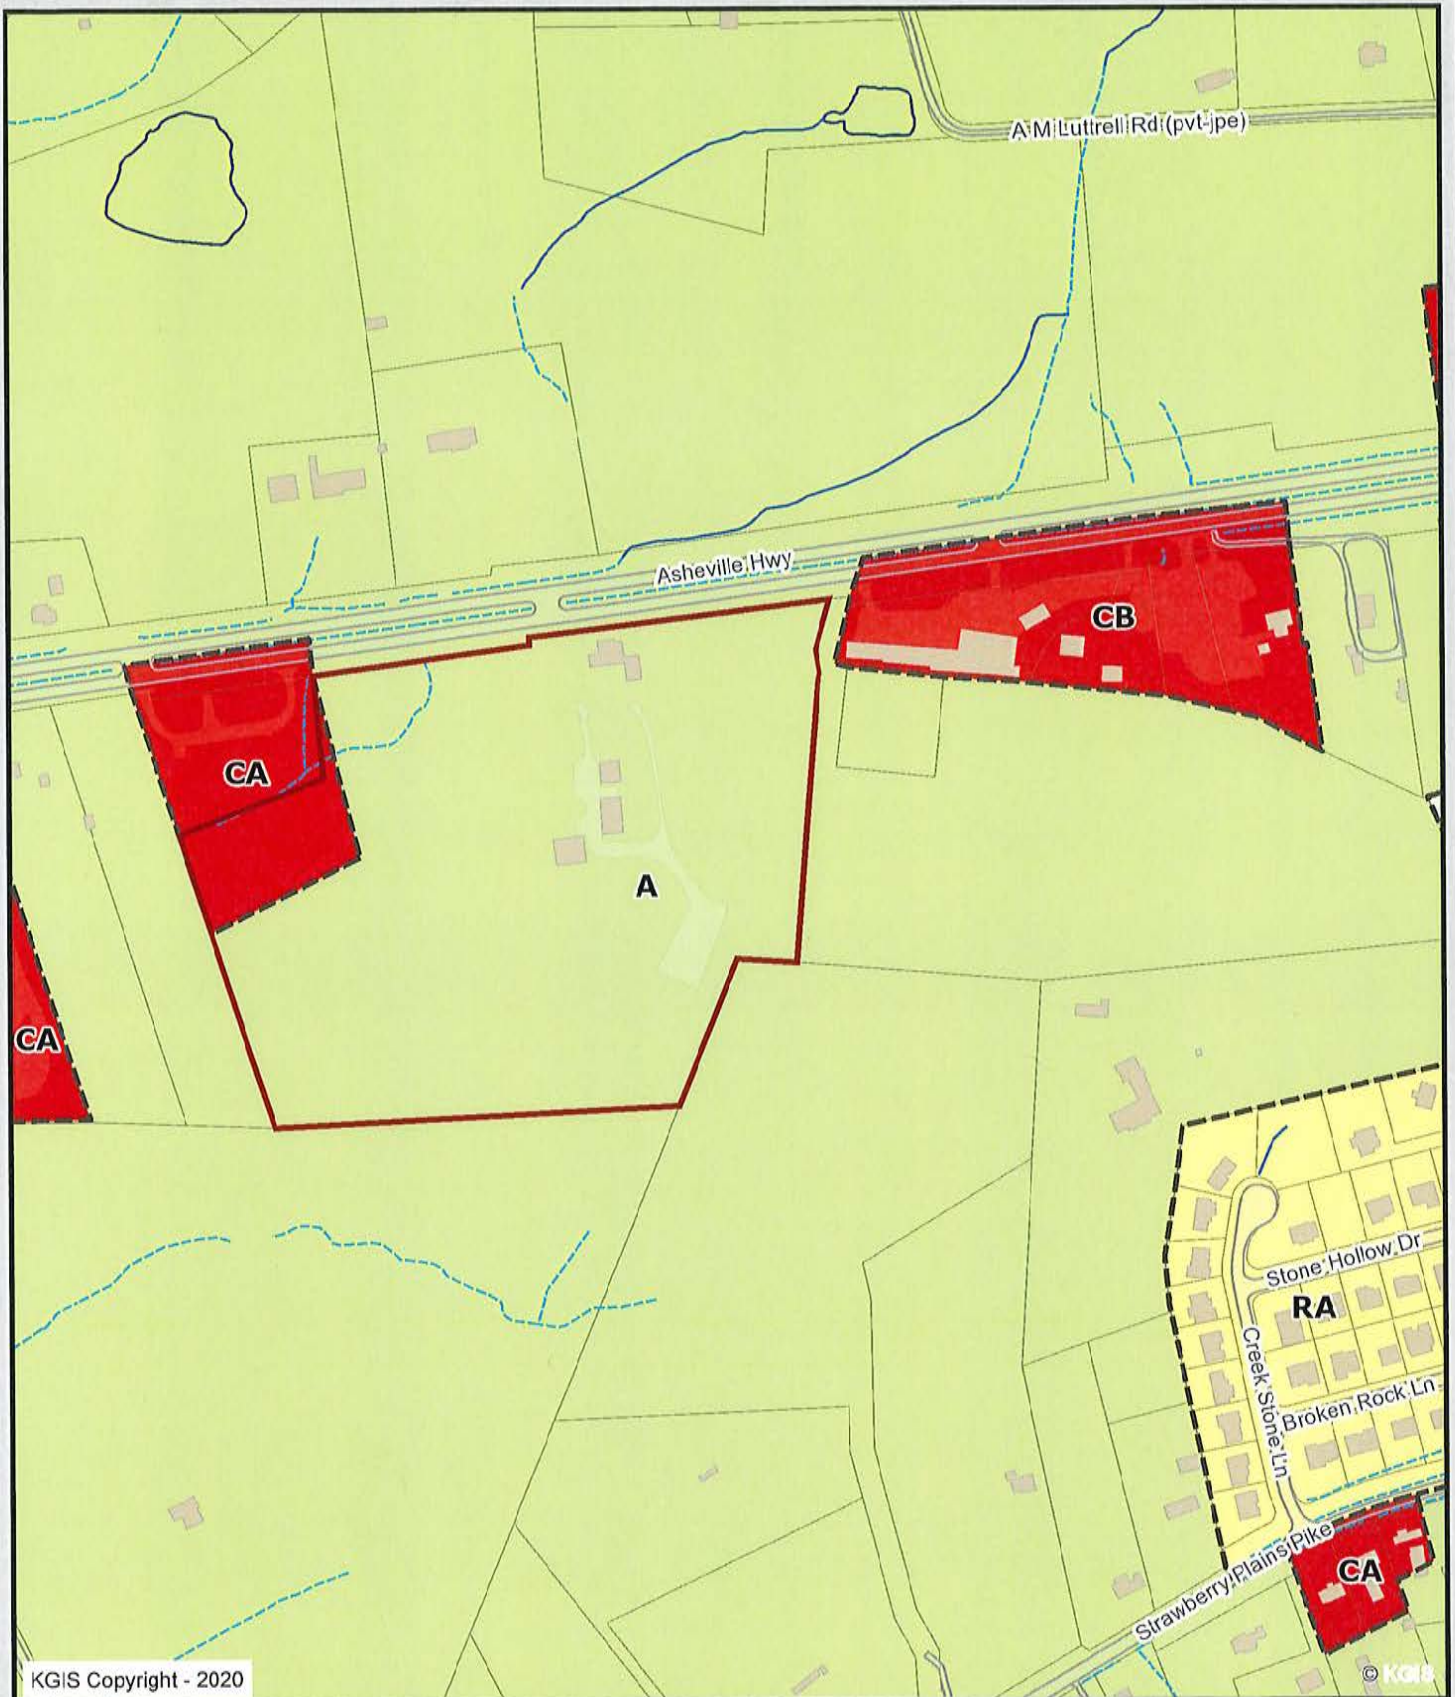 A M Luttrell Rd (pvt-jpe)
Asheville Hwy
CB
CA
A
CA
Stone Hollow Dr
RA
Creek Stone Ln
Broken Rock Ln
Strawberry Plains Pike
CA
KGIS Copyright - 2020
© KGIS